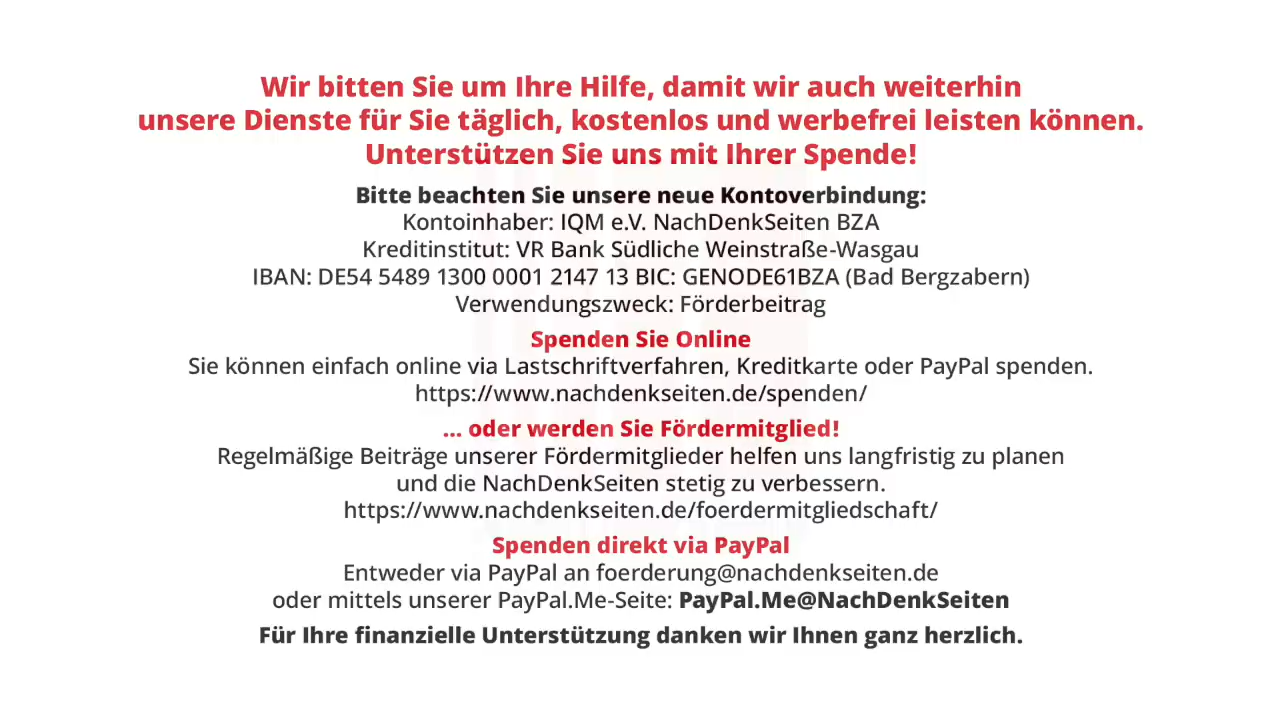 Wir bitten Sie um Ihre Hilfe, damit wir auch weiterhin
unsere Dienste für Sie täglich, kostenlos und werbefrei leisten können.
Unterstützen Sie uns mit Ihrer Spende!
Bitte beachten Sie unsere neue Kontoverbindung:
Kontoinhaber: IQM e.V. NachDenkSeiten BZA
Kreditinstitut: VR Bank Südliche Weinstraße-Wasgau
IBAN: DE54 5489 1300 0001 2147 13 BIC: GENODE61BZA (Bad Bergzabern)
Verwendungszweck: Förderbeitrag
Spenden Sie Online
Sie können einfach online via Lastschriftverfahren, Kreditkarte oder PayPal spenden.
https://www.nachdenkseiten.de/spenden/
... oder werden Sie Fördermitglied!
Regelmäßige Beiträge unserer Fördermitglieder helfen uns langfristig zu planen
und die NachDenkSeiten stetig zu verbessern.
https://www.nachdenkseiten.de/foerdermitgliedschaft/
Spenden direkt via PayPal
Entweder via PayPal an foerderung@nachdenkseiten.de
oder mittels unserer PayPal.Me-Seite: PayPal.Me@NachDenkSeiten
Für Ihre finanzielle Unterstützung danken wir Ihnen ganz herzlich.